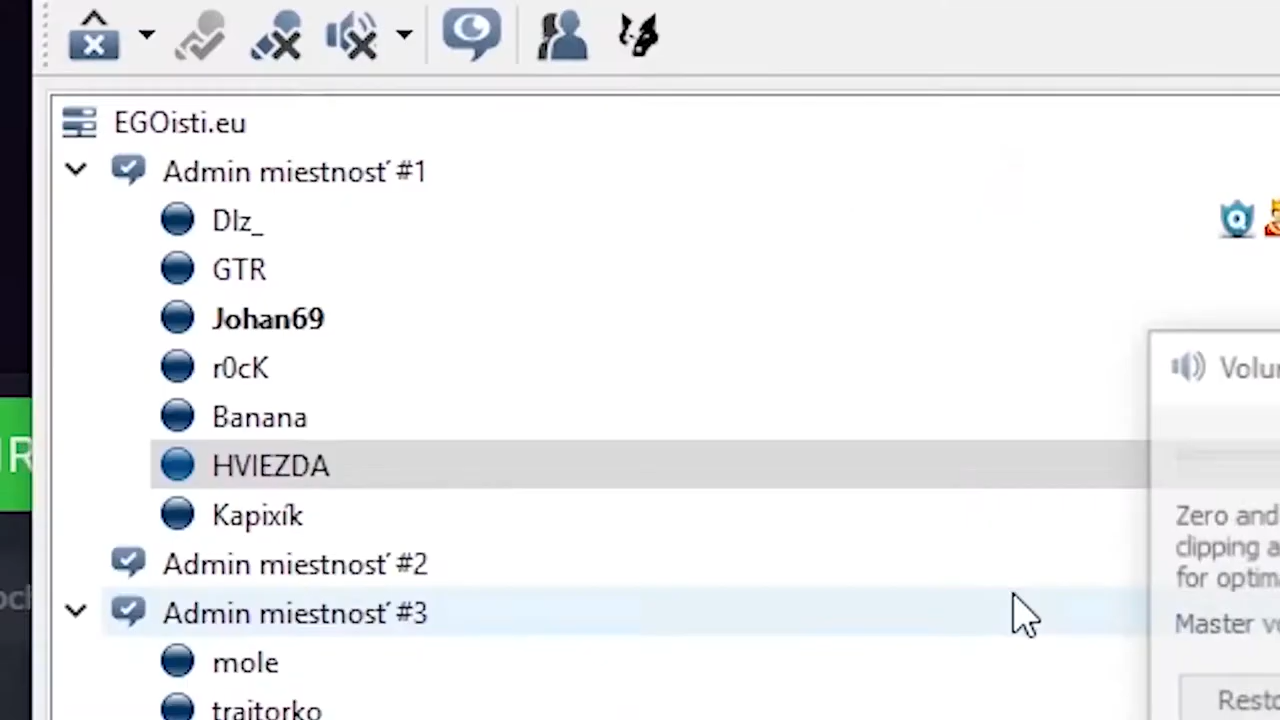 EGOisti.eu
Admin miestnosť #1
Dlz_
GTR
Johan69
r0cK
Banana
HVIEZDA
Kapixík
Admin miestnosť #2
Admin miestnosť #3
mole
traitorko
Zero and
clipping
for
Master